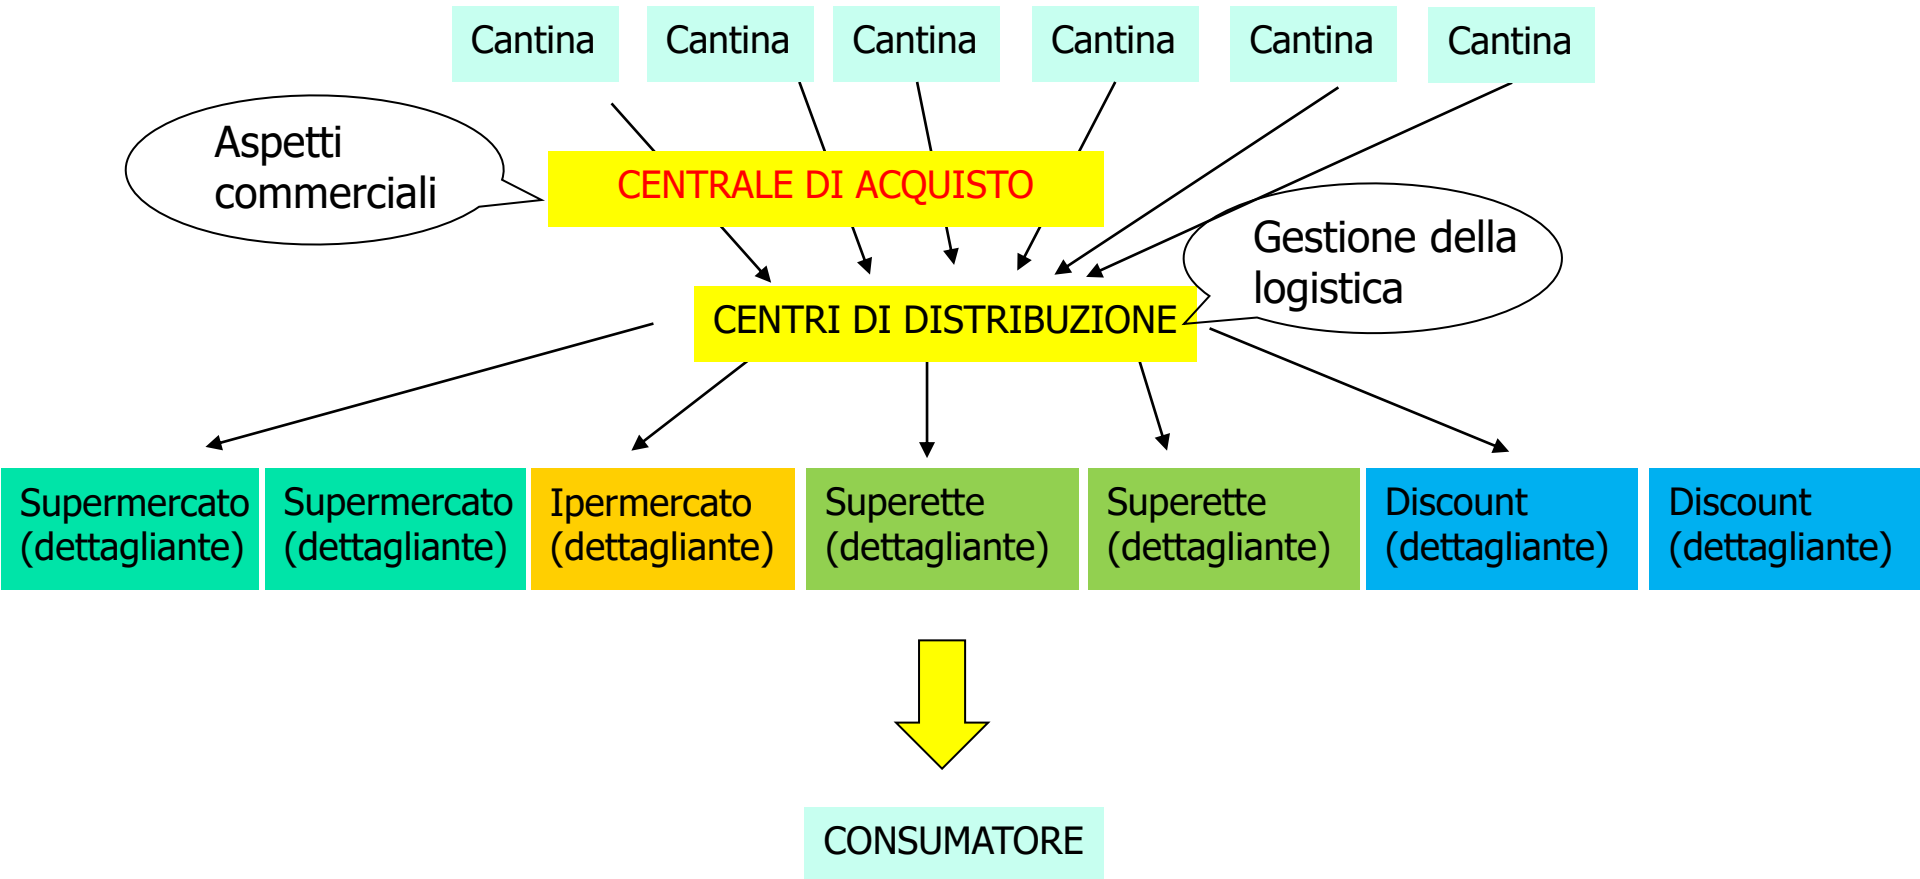 Cantina
Cantina
Cantina
Cantina
Cantina
Cantina
Aspetti
commerciali
CENTRALE DI ACQUISTO
Gestione della
logistica
CENTRI DI DISTRIBUZIONE
Supermercato
(dettagliante)
Supermercato
(dettagliante)
Ipermercato
(dettagliante)
Superette
(dettagliante)
Superette
(dettagliante)
Discount
(dettagliante)
Discount
(dettagliante)
CONSUMATORE